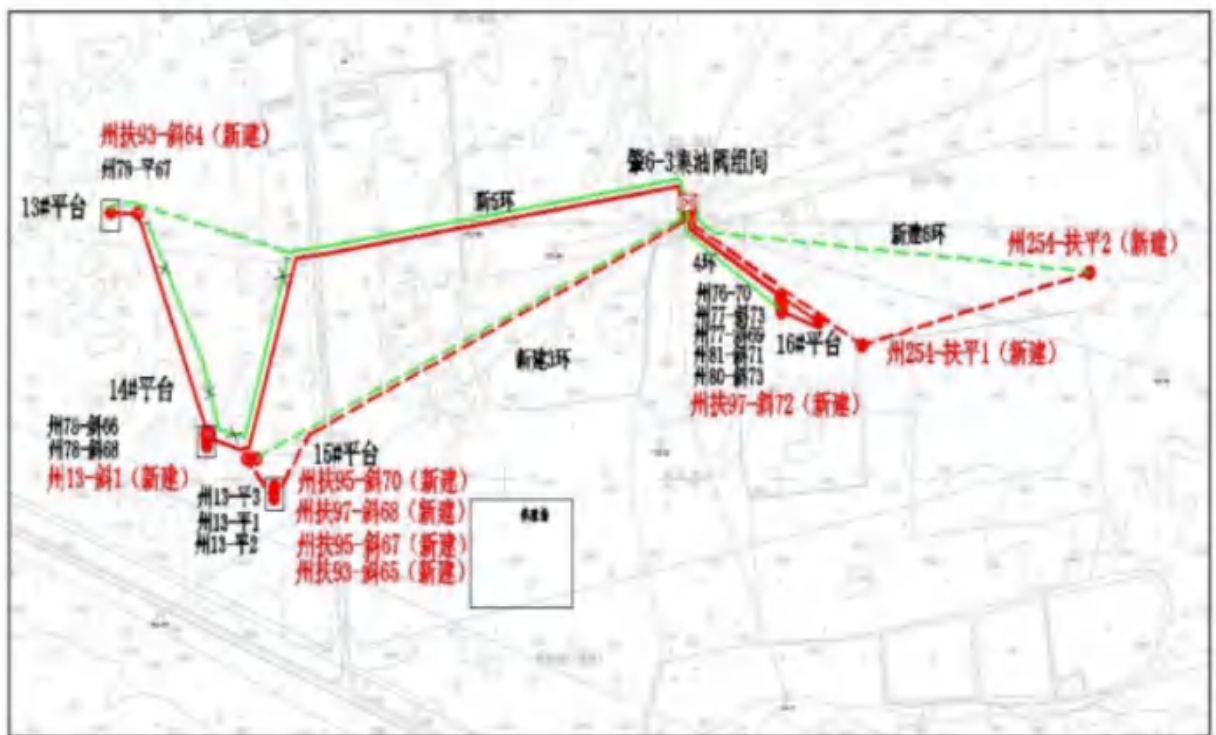 州扶93-斜64（新建）
州79-平67
13#平台
肇6-3集油阀组间
新5环
新建6环
州254-扶平2（新建）
4环
州76-70
州77-斜73
州77-斜69
州81-斜71
州80-斜73
16#平台
州254-扶平1（新建）
州扶97-斜72（新建）
新建3环
14#平台
州78-斜66
州78-斜68
州13-斜1（新建）
15#平台
州13-平3
州13-平1
州13-平2
州扶95-斜70（新建）
州扶97-斜68（新建）
州扶95-斜67（新建）
州扶93-斜65（新建）